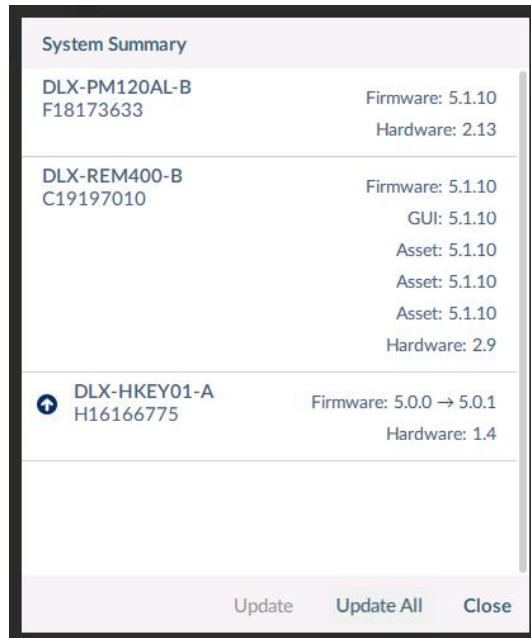 System Summary
DLX-PM120AL-B
F18173633
Firmware: 5.1.10
Hardware: 2.13
DLX-REM400-B
C19197010
Firmware: 5.1.10
GUI: 5.1.10
Asset: 5.1.10
Asset: 5.1.10
Asset: 5.1.10
Hardware: 2.9
DLX-HKEY01-A
H16166775
Firmware: 5.0.0 → 5.0.1
Hardware: 1.4
Update Update All Close